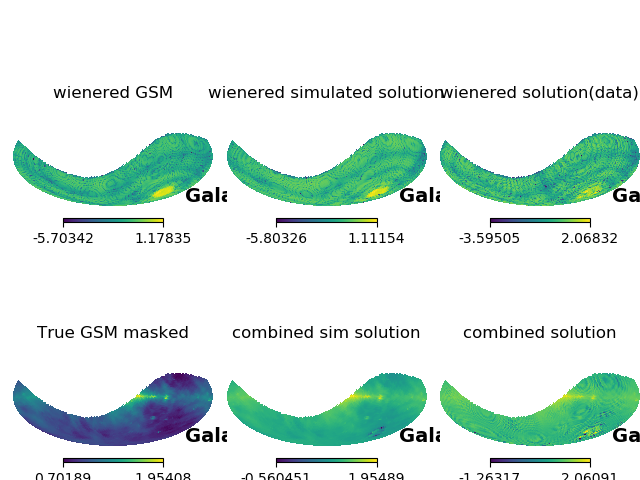 wienered GSM
wienered simulated solution
wienered solution(data)
Gala
Gala
Ga
-5.70342 1.17835
-5.80326 1.11154
-3.59505 2.06832
True GSM masked
combined sim solution
combined solution
Gala
Gala
Ga
0.70189 1.95408
-0.560451 1.95489
-1.26317 2.06091